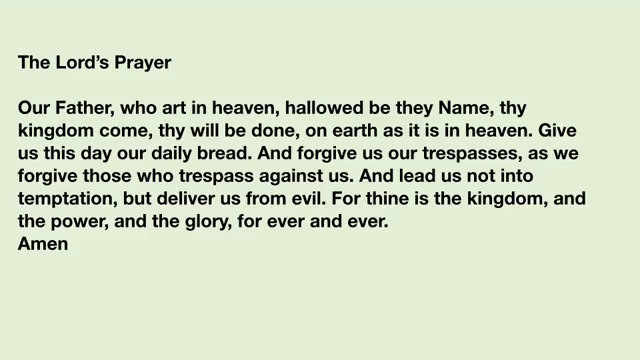 The Lord’s Prayer
Our Father, who art in heaven, hallowed be they Name, thy
kingdom come, thy will be done, on earth as it is in heaven. Give
us this day our daily bread. And forgive us our trespasses, as we
forgive those who trespass against us. And lead us not into
temptation, but deliver us from evil. For thine is the kingdom, and
the power, and the glory, for ever and ever.
Amen